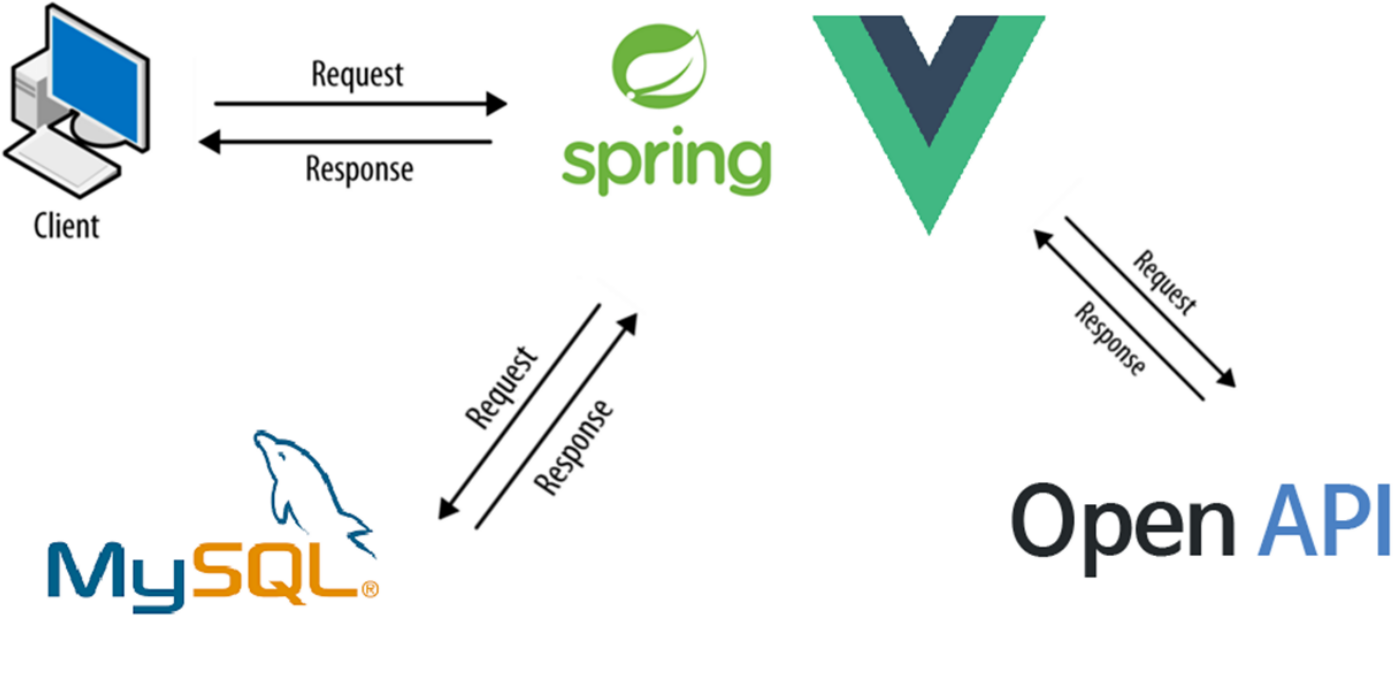 Request
Response
Client
spring
Request
Response
Request
Response
MySQL®
Open API